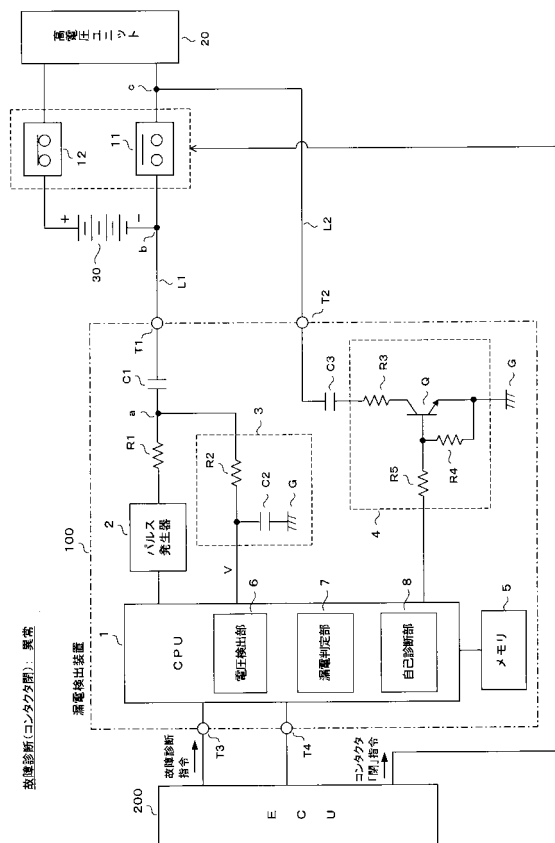 故障診断(コンタクタ閉): 異常
漏電検出装置
100
1
CPU
2
パルス
発生器
R1
a
C1
T1
L1
b
30
+
-
12
11
c
20
高電圧ユニット
3
R2
C2
G
V
6
電圧検出部
7
漏電判定部
8
自己診断部
5
メモリ
4
R5
R4
R3
Q
G
C3
T2
L2
T3
故障診断
指令
T4
コンタクタ
「閉」指令
200
ECU